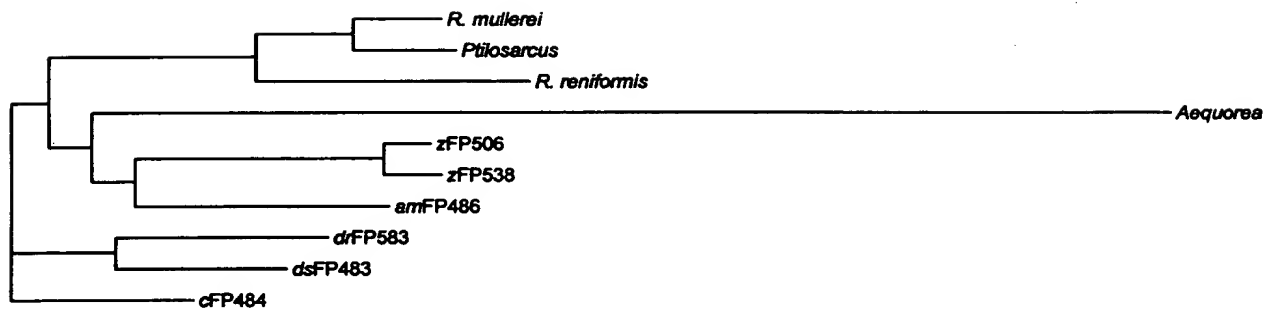 R. mullerei
Ptilosarcus
R. reniformis
Aequorea
zFP506
zFP538
amFP486
drFP583
dsFP483
cFP484